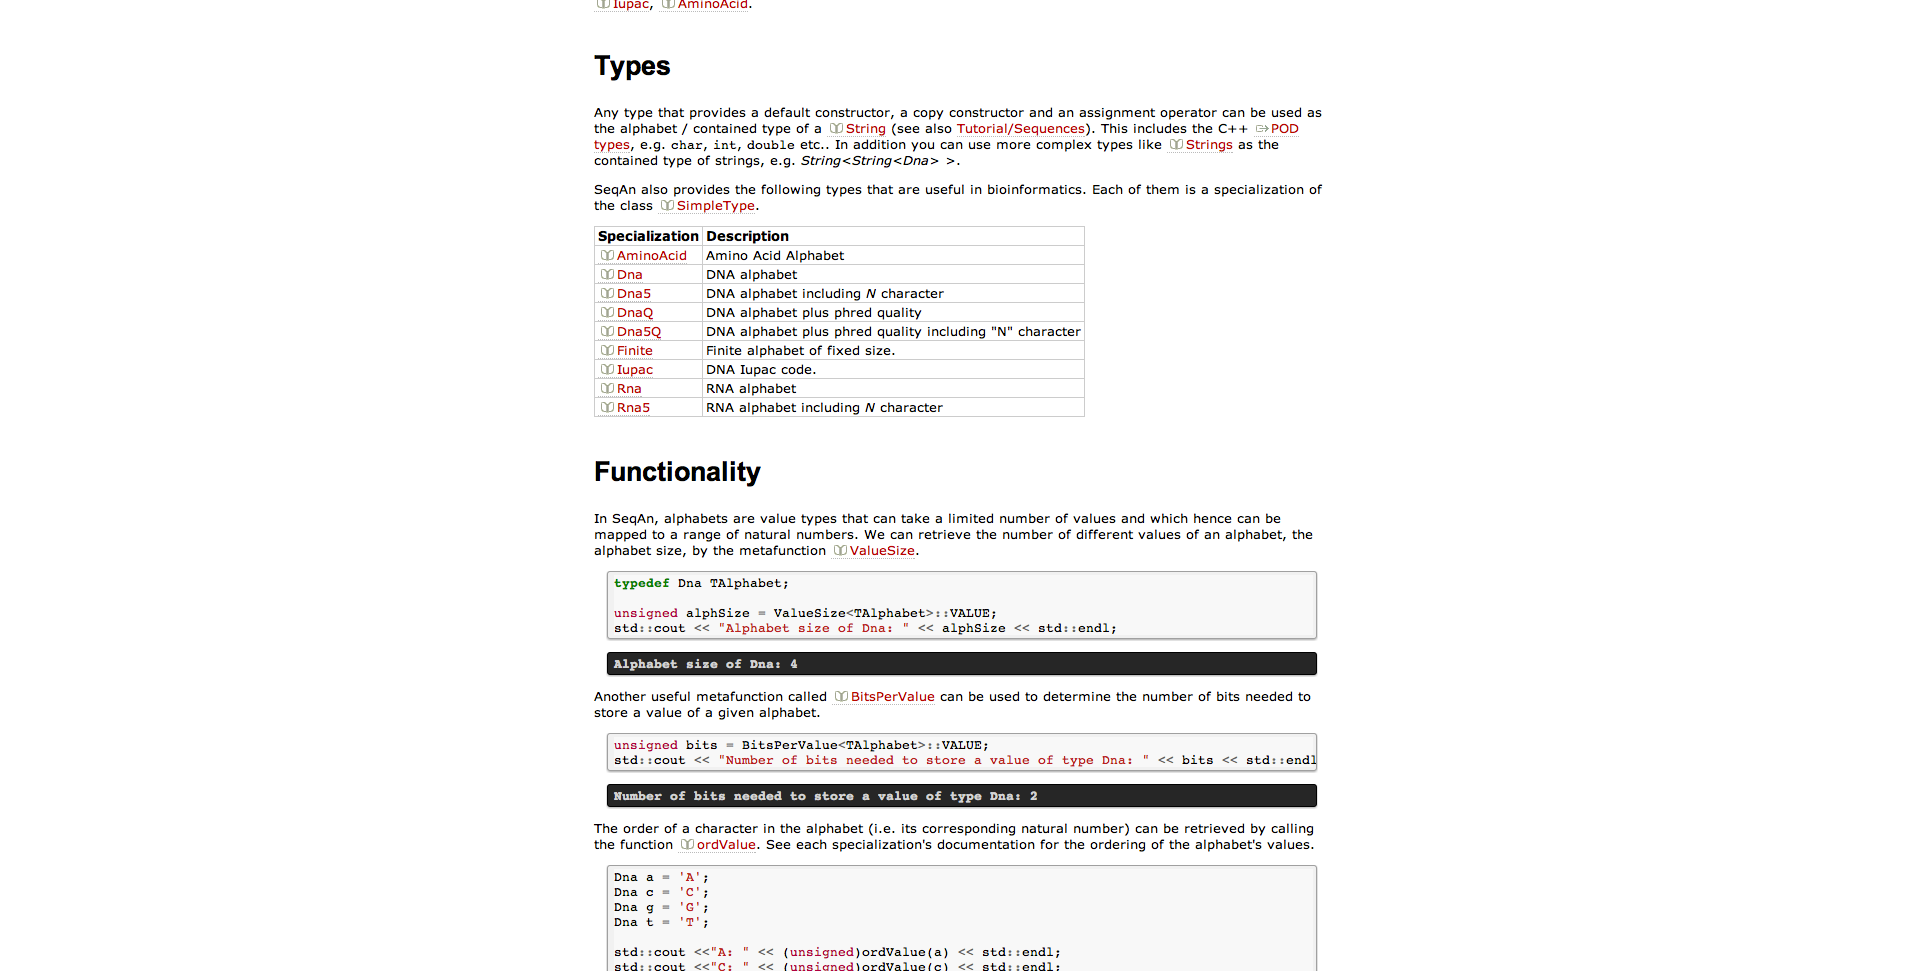 Iupac, AminoAcid.
Types
Any type that provides a default constructor, a copy constructor and an assignment operator can be used as
the alphabet / contained type of a String (see also Tutorial/Sequences). This includes the C++ POD
types, e.g. char, int, double etc.. In addition you can use more complex types like Strings as the
contained type of strings, e.g. String<String<Dna> >.
SeqAn also provides the following types that are useful in bioinformatics. Each of them is a specialization of
the class SimpleType.
Specialization Description
AminoAcid Amino Acid Alphabet
Dna DNA alphabet
Dna5 DNA alphabet including N character
DnaQ DNA alphabet plus phred quality
Dna5Q DNA alphabet plus phred quality including "N" character
Finite Finite alphabet of fixed size.
Iupac DNA Iupac code.
Rna RNA alphabet
Rna5 RNA alphabet including N character
Functionality
In SeqAn, alphabets are value types that can take a limited number of values and which hence can be
mapped to a range of natural numbers. We can retrieve the number of different values of an alphabet, the
alphabet size, by the metafunction ValueSize.
typedef Dna TAlphabet;
unsigned alphSize = ValueSize<TAlphabet>::VALUE;
std::cout << "Alphabet size of Dna: " << alphSize << std::endl;
Alphabet size of Dna: 4
Another useful metafunction called BitsPerValue can be used to determine the number of bits needed to
store a value of a given alphabet.
unsigned bits = BitsPerValue<TAlphabet>::VALUE;
std::cout << "Number of bits needed to store a value of type Dna: " << bits << std::endl
Number of bits needed to store a value of type Dna: 2
The order of a character in the alphabet (i.e. its corresponding natural number) can be retrieved by calling
the function ordValue. See each specialization's documentation for the ordering of the alphabet's values.
Dna a = 'A';
Dna c = 'C';
Dna g = 'G';
Dna t = 'T';
std::cout <<"A: " << (unsigned)ordValue(a) << std::endl;
std::cout <<"C: " << (unsigned)ordValue(c) << std::endl;